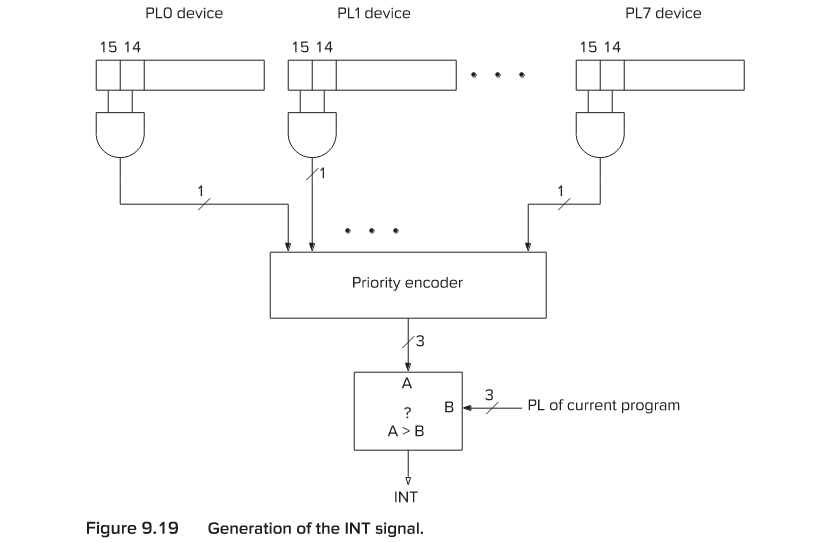 PL0 device PL1 device PL7 device
15 14 15 14 15 14
1
1 1
Priority encoder
3
A
3
B PL of current program
?
A > B
INT
Figure 9.19 Generation of the INT signal.